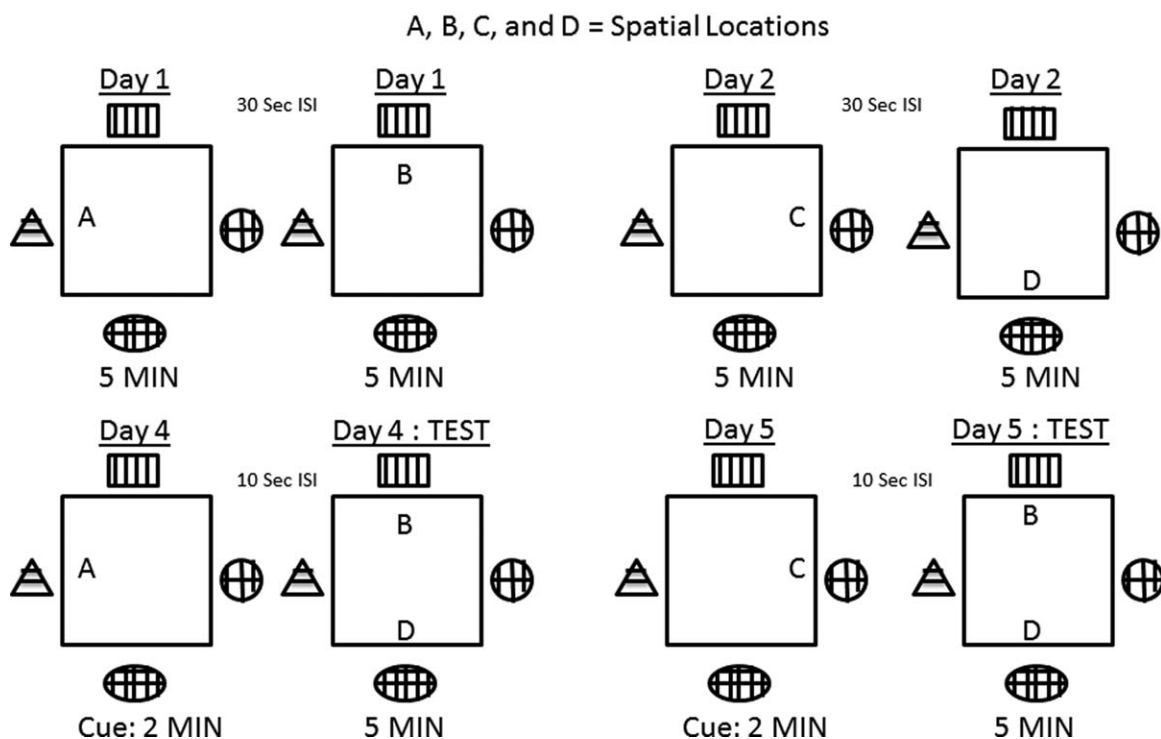 A, B, C, and D = Spatial Locations
Day 1
30 Sec ISI
Day 1
Day 2
30 Sec ISI
Day 2
A
B
C
D
5 MIN
5 MIN
5 MIN
5 MIN
Day 4
10 Sec ISI
Day 4 : TEST
Day 5
10 Sec ISI
Day 5 : TEST
A
B
D
C
B
D
Cue: 2 MIN
5 MIN
Cue: 2 MIN
5 MIN